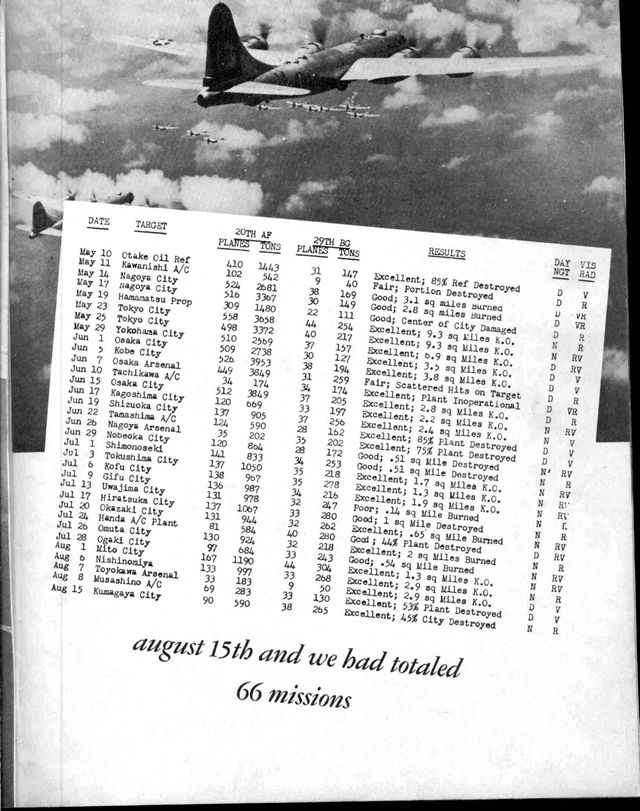 DATE TARGET 20TH AF PLANES TONS 29TH BG PLANES TONS RESULTS DAY NGT VIS RAD
May 10 Otake Oil Ref 410 1443 31 147 Excellent; 85% Ref Destroyed D V
May 11 Kawanishi A/C 102 542 9 40 Fair; Portion Destroyed D R
May 14 Nagoya City 524 2681 38 169 Good; 3.1 sq miles Burned D VR
May 17 Nagoya City 516 3367 30 149 Good; 2.8 sq miles Burned D VR
May 19 Hamamatsu Prop 309 1480 22 111 Good; Center of City Damaged D R
May 23 Tokyo City 558 3658 44 254 Excellent; 9.3 sq Miles K.O. N R
May 25 Tokyo City 498 3372 40 217 Excellent; 9.3 sq Miles K.O. N RV
May 29 Yokohama City 510 2569 37 157 Excellent; 6.9 sq Miles K.O. D V
Jun 1 Osaka City 509 2738 30 127 Excellent; 3.5 sq Miles K.O. D V
Jun 5 Kobe City 526 3953 38 194 Excellent; 3.8 sq Miles K.O. D V
Jun 7 Osaka Arsenal 449 3849 31 259 Fair; Scattered Hits on Target D R
Jun 10 Tachikawa A/C 34 174 34 174 Excellent; Plant Inoperational D VR
Jun 15 Osaka City 512 3849 37 205 Excellent; 2.8 sq Miles K.O. D R
Jun 17 Kagoshima City 120 669 33 197 Excellent; 2.2 sq Miles K.O. N RV
Jun 19 Shizuoka City 137 905 37 256 Excellent; 2.4 sq Miles K.O. N V
Jun 22 Tamashima A/C 124 590 28 162 Excellent; 85% Plant Destroyed D V
Jun 26 Nagoya Arsenal 35 202 35 202 Excellent; 75% Plant Destroyed D V
Jun 29 Nobeoka City 120 864 28 172 Good; .51 sq Mile Destroyed N' RV
Jul 1 Shimonoseki 141 833 34 253 Good; .51 sq Mile Destroyed N R
Jul 3 Tokushima City 137 1050 35 218 Excellent; 1.7 sq Miles K.O. N RV
Jul 6 Kofu City 138 967 35 278 Excellent; 1.3 sq Miles K.O. N
Jul 9 Gifu City 136 987 34 216 Excellent; 1.9 sq Miles K.O. N
Jul 13 Uwajima City 131 978 32 247 Poor; .14 sq Mile Burned N R
Jul 17 Hiratsuka City 137 1067 33 280 Good; 1 sq Mile Destroyed N R
Jul 20 Okazaki City 131 944 32 262 Excellent; .65 sq Mile Burned N R
Jul 24 Handa A/C Plant 81 584 40 280 Good; 44% Plant Destroyed D RV
Jul 26 Omuta City 130 924 32 218 Excellent; 2 sq Miles Burned N R
Jul 28 Ogaki City 97 684 33 243 Good; .54 sq Mile Burned N RV
Aug 1 Mito City 167 1190 44 304 Excellent; 1.3 sq Miles K.O. N RV
Aug 6 Nishinomiya 133 997 33 268 Excellent; 2.9 sq Miles K.O. N R
Aug 7 Toyokawa Arsenal 33 183 9 50 Excellent; 2.9 sq Miles K.O. D V
Aug 8 Musashino A/C 69 283 33 130 Excellent; 53% Plant Destroyed D V
Aug 15 Kumagaya City 90 590 38 265 Excellent; 45% City Destroyed N R
august 15th and we had totaled
66 missions